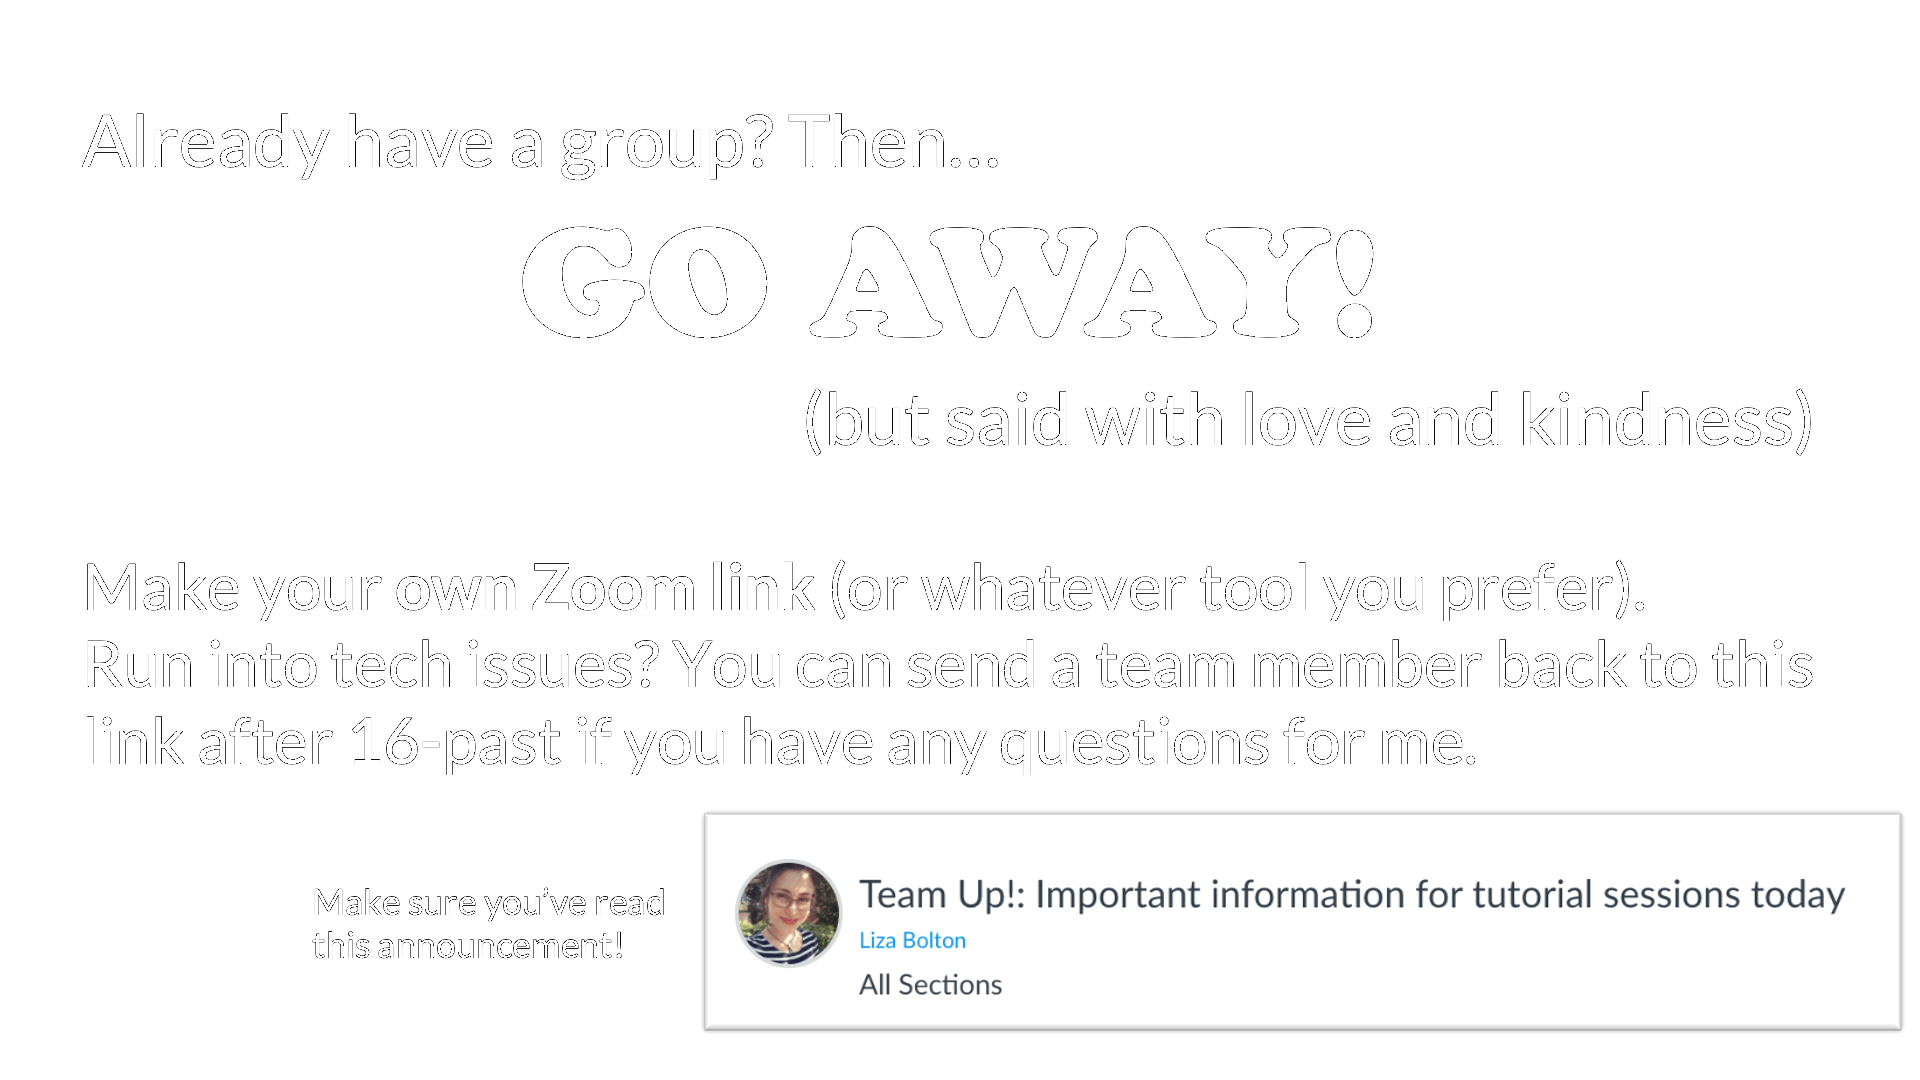 Already have a group? Then…
GO AWAY!
(but said with love and kindness)
Make your own Zoom link (or whatever tool you prefer).
Run into tech issues? You can send a team member back to this
link after 16-past if you have any questions for me.
Make sure you’ve read
this announcement!
Team Up!: Important information for tutorial sessions today
Liza Bolton
All Sections